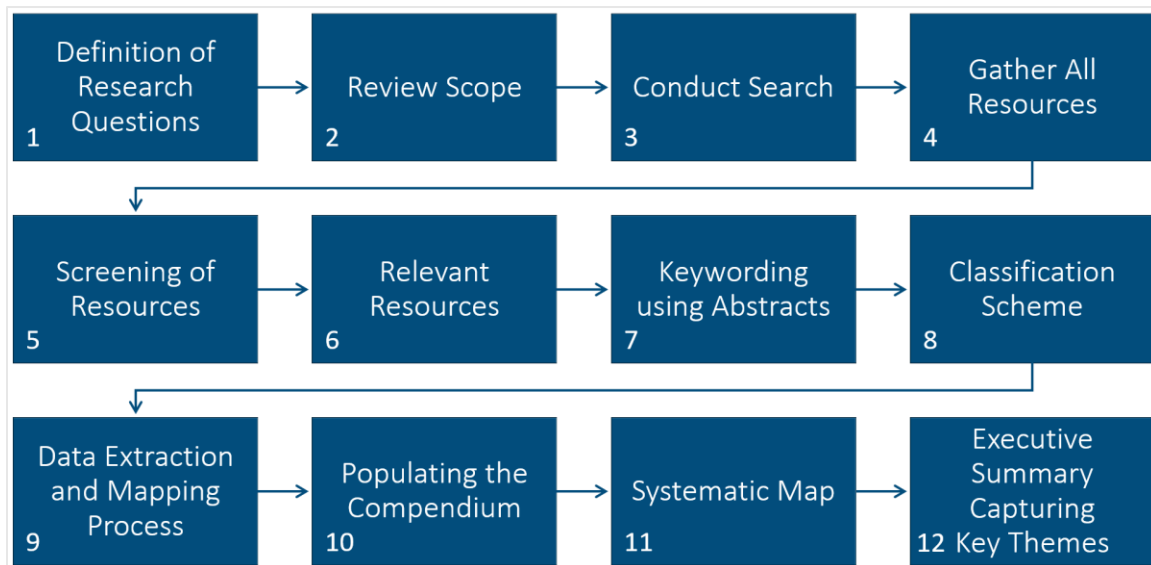 Definition of
Research
Questions
1
Review Scope
2
Conduct Search
3
Gather All
Resources
4
Screening of
Resources
5
Relevant
Resources
6
Keywording
using Abstracts
7
Classification
Scheme
8
Data Extraction
and Mapping
Process
9
Populating the
Compendium
10
Systematic Map
11
Executive
Summary
Capturing
Key Themes
12